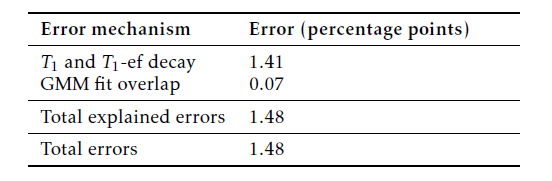 Error mechanism Error (percentage points)
T₁ and T₁-ef decay 1.41
GMM fit overlap 0.07
Total explained errors 1.48
Total errors 1.48